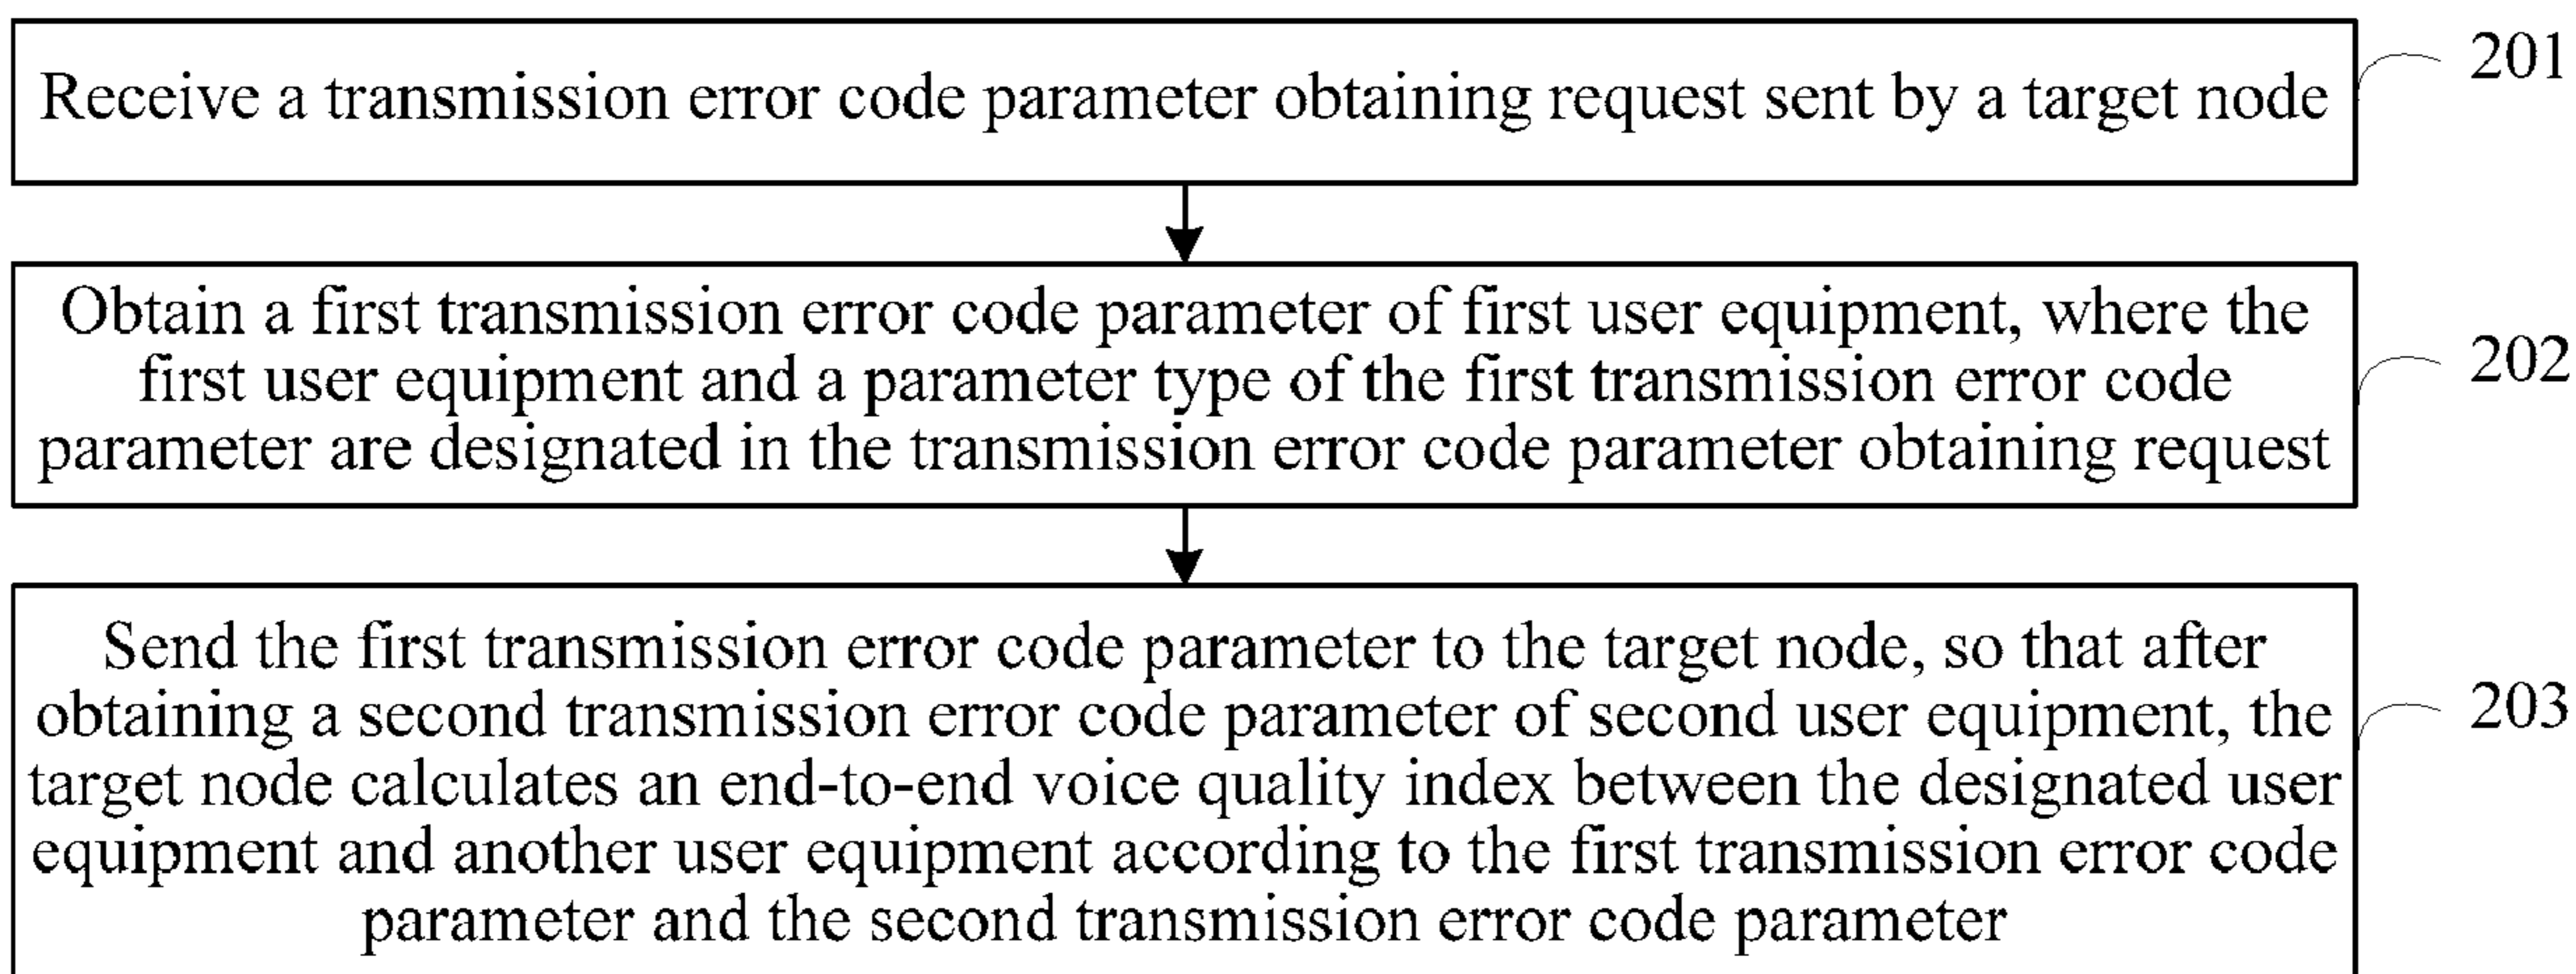 Receive a transmission error code parameter obtaining request sent by a target node
201
Obtain a first transmission error code parameter of first user equipment, where the
first user equipment and a parameter type of the first transmission error code
parameter are designated in the transmission error code parameter obtaining request
202
Send the first transmission error code parameter to the target node, so that after
obtaining a second transmission error code parameter of second user equipment, the
target node calculates an end-to-end voice quality index between the designated user
equipment and another user equipment according to the first transmission error code
parameter and the second transmission error code parameter
203